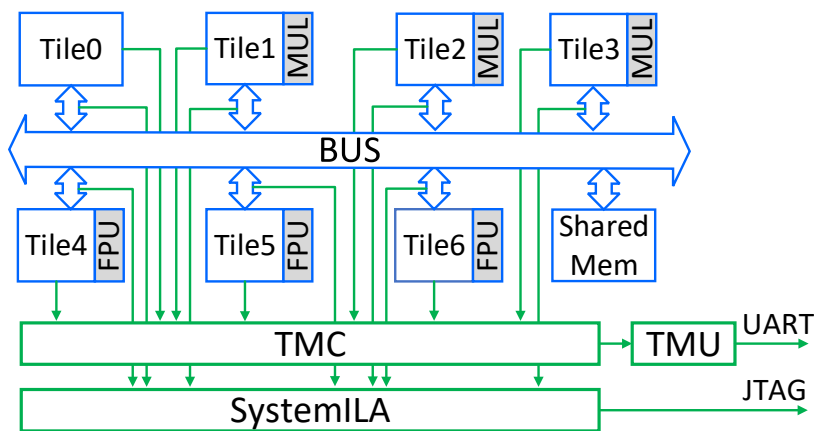 Tile0
Tile1
MUL
Tile2
MUL
Tile3
MUL
BUS
Tile4
FPU
Tile5
FPU
Tile6
FPU
Shared
Mem
TMC
TMU
UART
SystemILA
JTAG